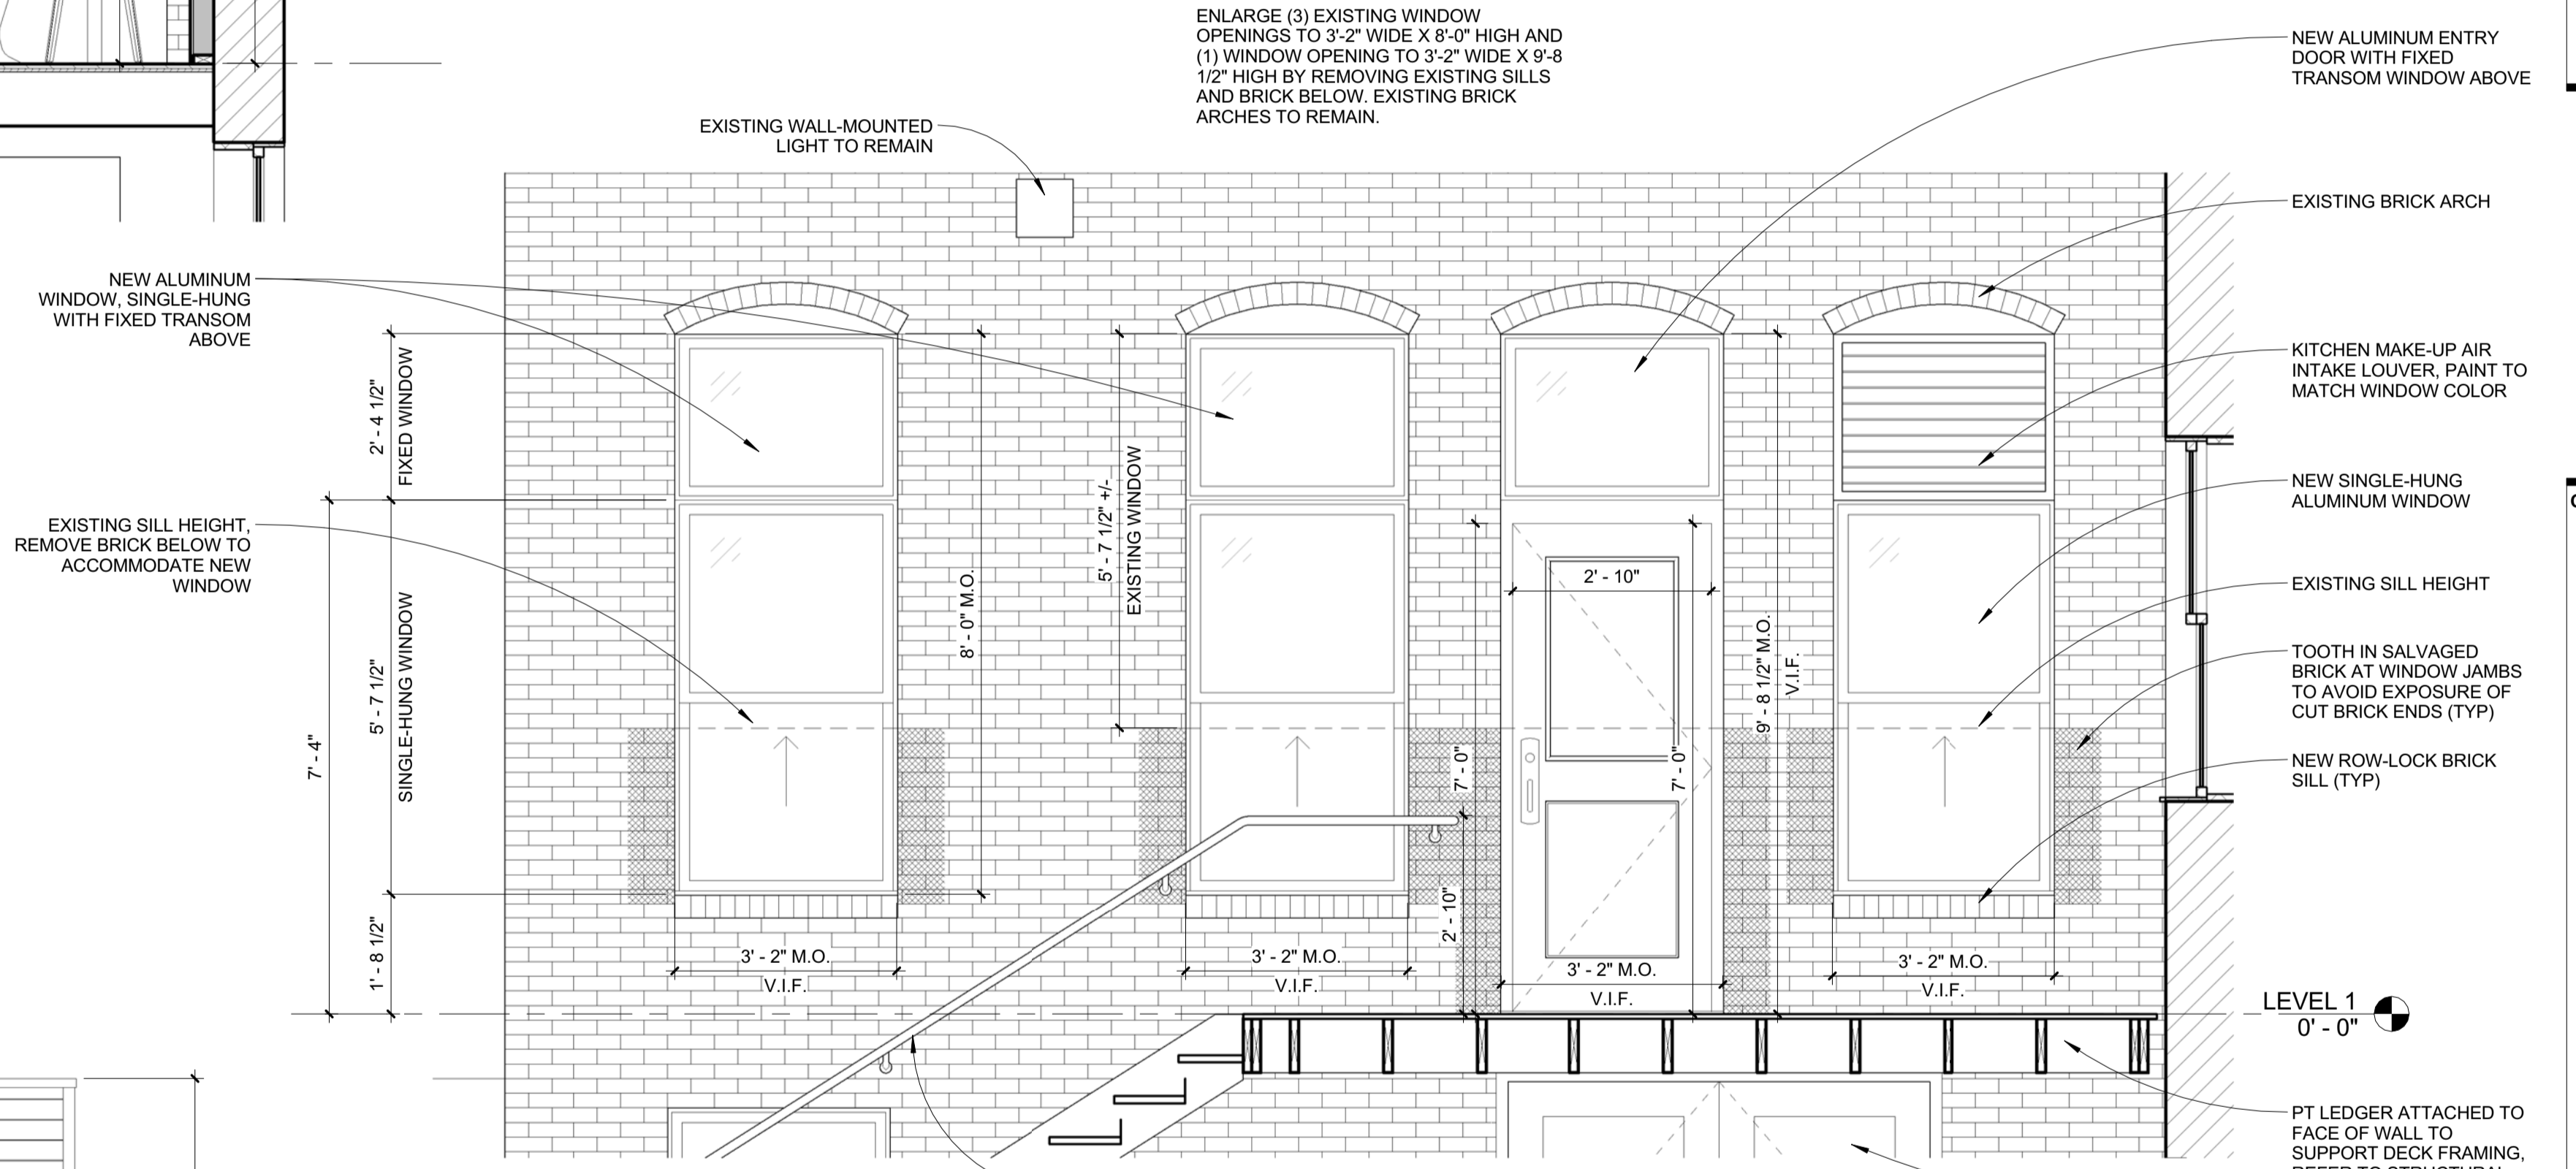 ENLARGE (3) EXISTING WINDOW
OPENINGS TO 3'-2" WIDE X 8'-0" HIGH AND
(1) WINDOW OPENING TO 3'-2" WIDE X 9'-8
1/2" HIGH BY REMOVING EXISTING SILLS
AND BRICK BELOW. EXISTING BRICK
ARCHES TO REMAIN.
NEW ALUMINUM ENTRY
DOOR WITH FIXED
TRANSOM WINDOW ABOVE
EXISTING WALL-MOUNTED
LIGHT TO REMAIN
EXISTING BRICK ARCH
NEW ALUMINUM
WINDOW, SINGLE-HUNG
WITH FIXED TRANSOM
ABOVE
KITCHEN MAKE-UP AIR
INTAKE LOUVER, PAINT TO
MATCH WINDOW COLOR
2' - 4 1/2"
FIXED WINDOW
EXISTING SILL HEIGHT,
REMOVE BRICK BELOW TO
ACCOMMODATE NEW
WINDOW
7' - 4"
5' - 7 1/2"
SINGLE-HUNG WINDOW
1' - 8 1/2"
8' - 0" M.O.
5' - 7 1/2" +/-
EXISTING WINDOW
2' - 10"
7' - 0"
7' - 0"
2' - 10"
9' - 8 1/2" M.O.
V.I.F.
NEW SINGLE-HUNG
ALUMINUM WINDOW
EXISTING SILL HEIGHT
TOOTH IN SALVAGED
BRICK AT WINDOW JAMBS
TO AVOID EXPOSURE OF
CUT BRICK ENDS (TYP)
NEW ROW-LOCK BRICK
SILL (TYP)
3' - 2" M.O.
V.I.F.
3' - 2" M.O.
V.I.F.
3' - 2" M.O.
V.I.F.
3' - 2" M.O.
V.I.F.
LEVEL 1
0' - 0"
PT LEDGER ATTACHED TO
FACE OF WALL TO
SUPPORT DECK FRAMING,
REFER TO STRUCTURAL